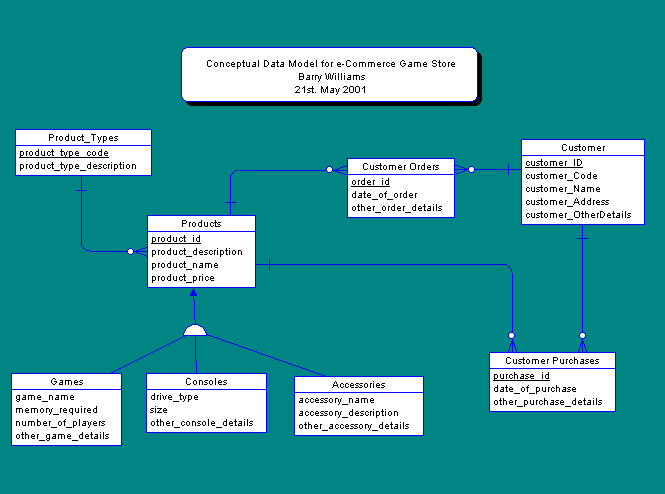 Conceptual Data Model for e-Commerce Game Store
Barry Williams
21st. May 2001
Product_Types
product_type_code
product_type_description
Customer Orders
order_id
date_of_order
other_order_details
Customer
customer_ID
customer_Code
customer_Name
customer_Address
customer_OtherDetails
Products
product_id
product_description
product_name
product_price
Customer Purchases
purchase_id
date_of_purchase
other_purchase_details
Games
game_name
memory_required
number_of_players
other_game_details
Consoles
drive_type
size
other_console_details
Accessories
accessory_name
accessory_description
other_accessory_details